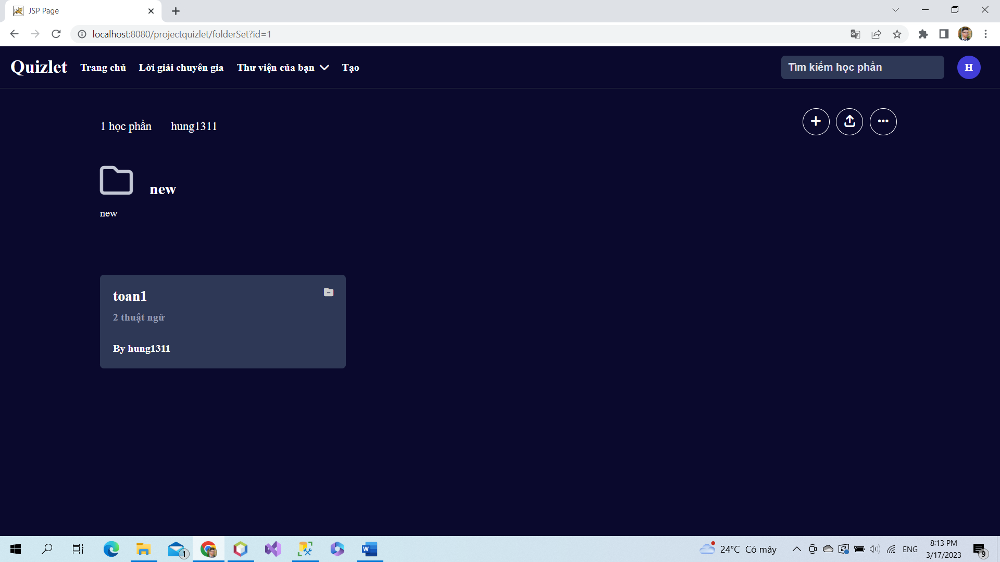 JSP Page
localhost:8080/projectquizlet/folderSet?id=1
Quizlet Trang chủ Lời giải chuyên gia Thư viện của bạn Tạo Tìm kiếm học phần H
1 học phần hung1311
new
new
toan1
2 thuật ngữ
By hung1311
1
W
24°C Có mây
ENG
8:13 PM
3/17/2023
9